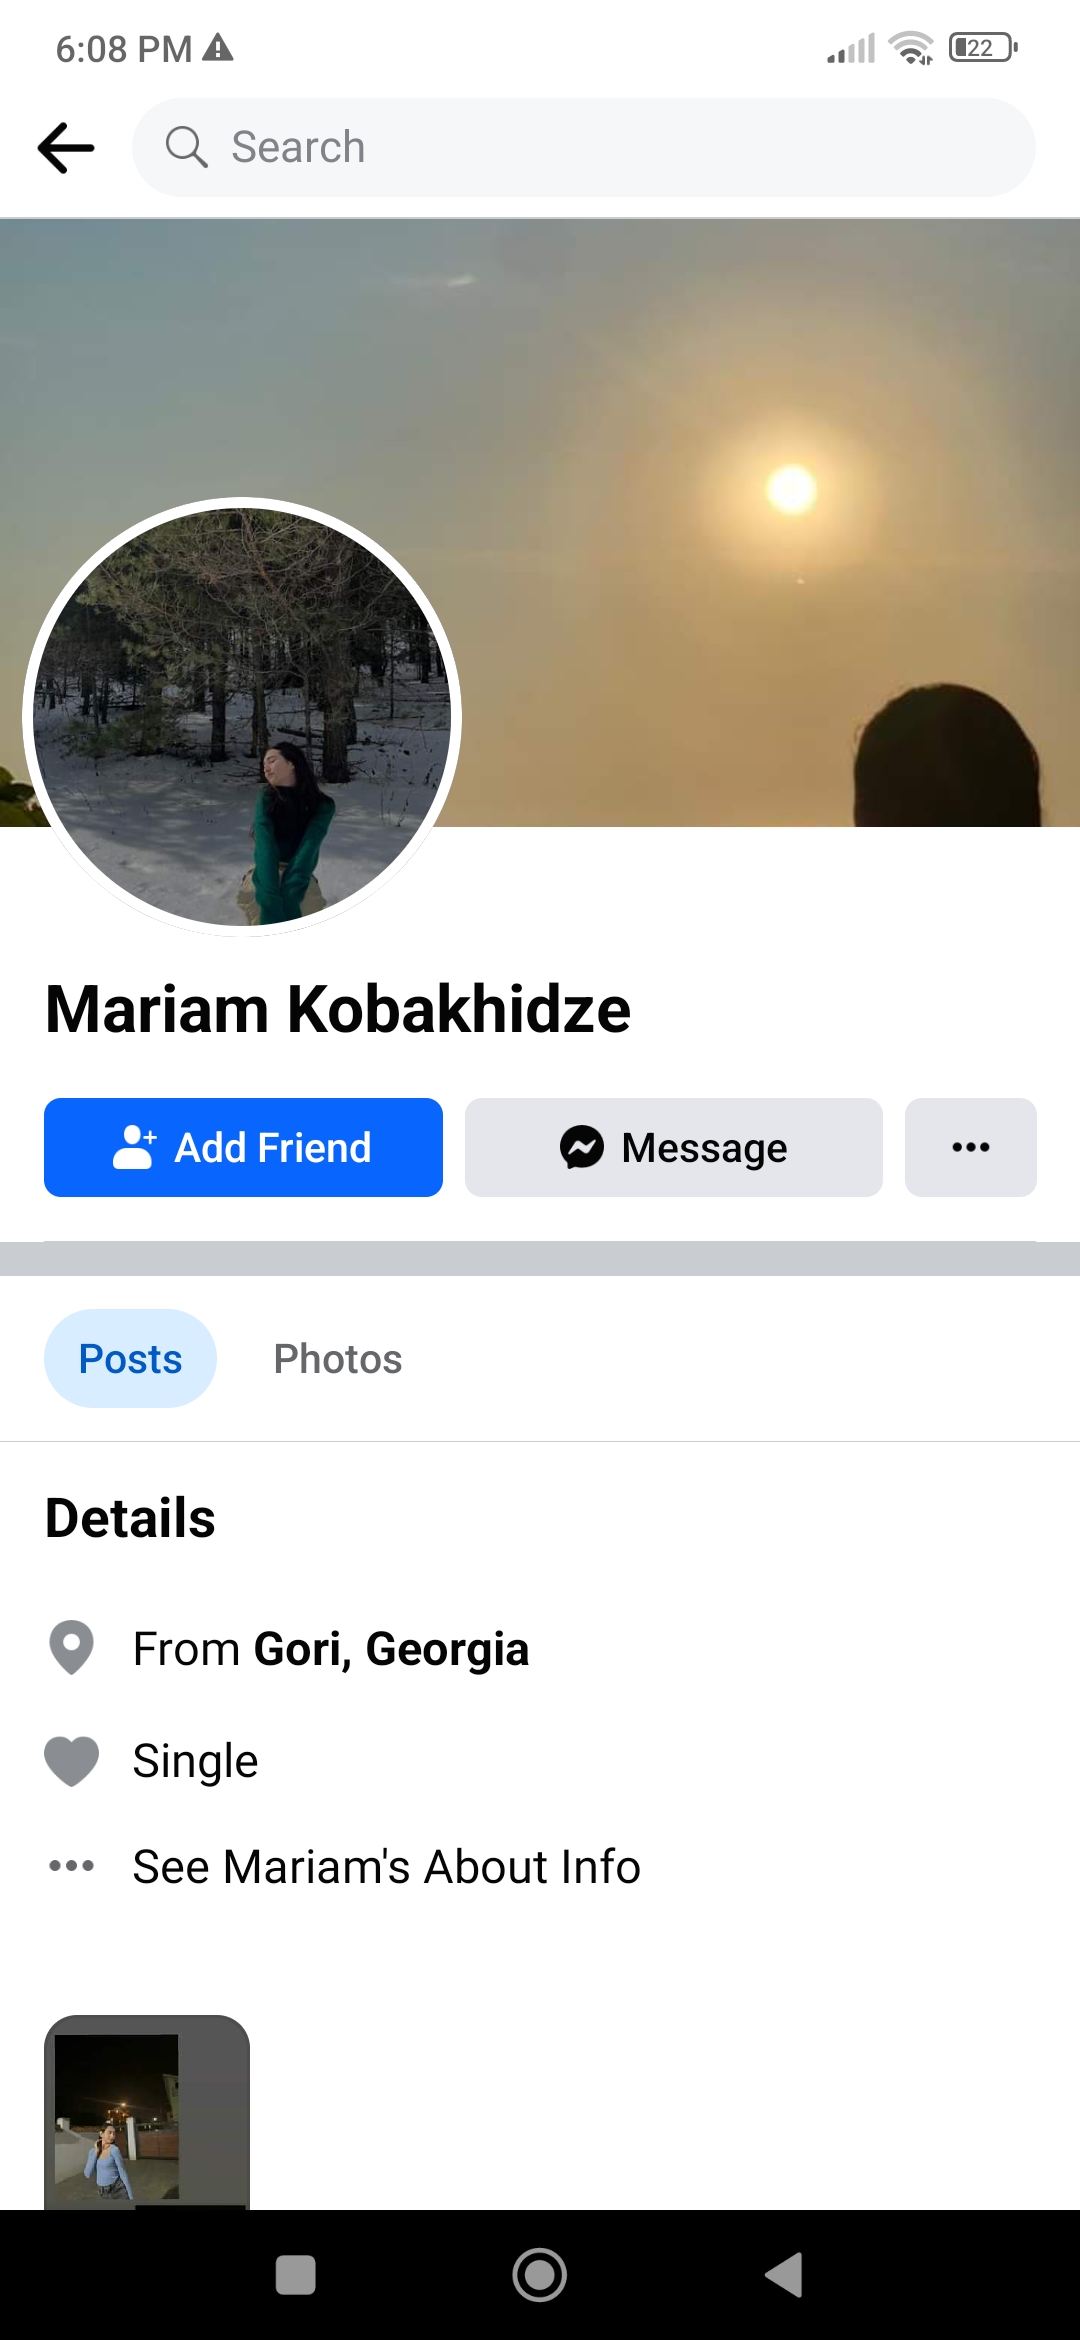 6:08 PM
22
Search
Mariam Kobakhidze
Add Friend
Message
Posts
Photos
Details
From Gori, Georgia
Single
See Mariam's About Info